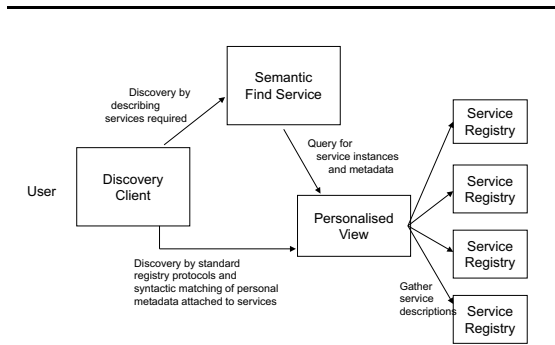 Semantic
Find Service
Discovery by
describing
services required
Service
Registry
Query for
service instances
and metadata
User
Discovery
Client
Service
Registry
Personalised
View
Service
Registry
Discovery by standard
registry protocols and
syntactic matching of personal
metadata attached to services
Gather
service
descriptions
Service
Registry